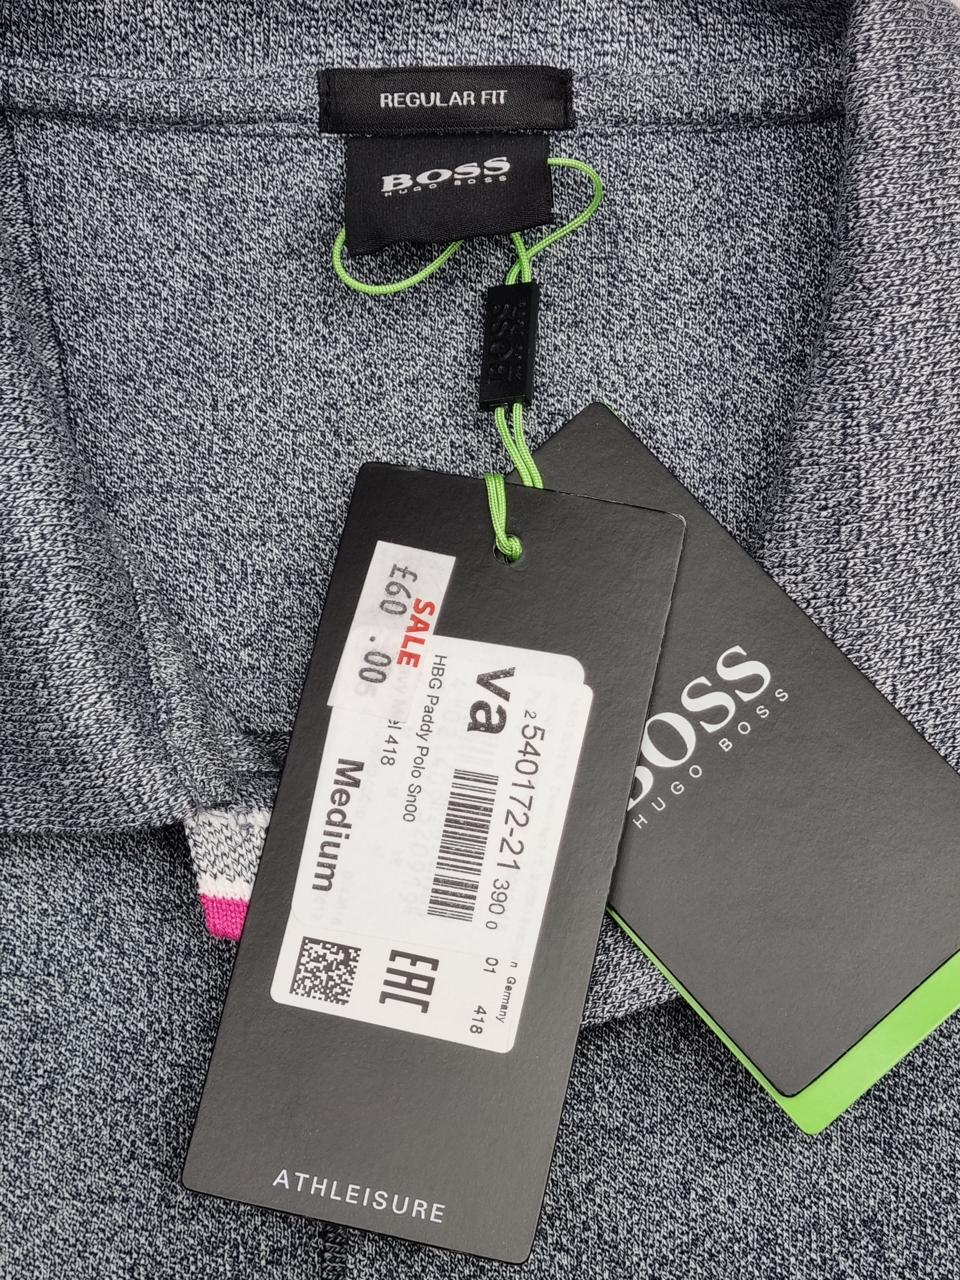 REGULAR FIT
BOSS
HUGO BOSS
BOSS
SALE
£60.00
va
2 540172-21 390 0 01 418
HBG Paddy Polo Sn00
418
Medium
Germany
EAC
BOSS
HUGO BOSS
ATHLEISURE